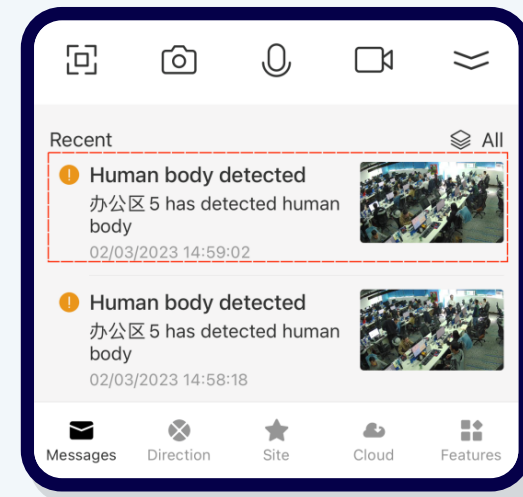 Recent
All
Human body detected
办公区 5 has detected human
body
02/03/2023 14:59:02
Human body detected
办公区 5 has detected human
body
02/03/2023 14:58:18
Messages Direction Site Cloud Features